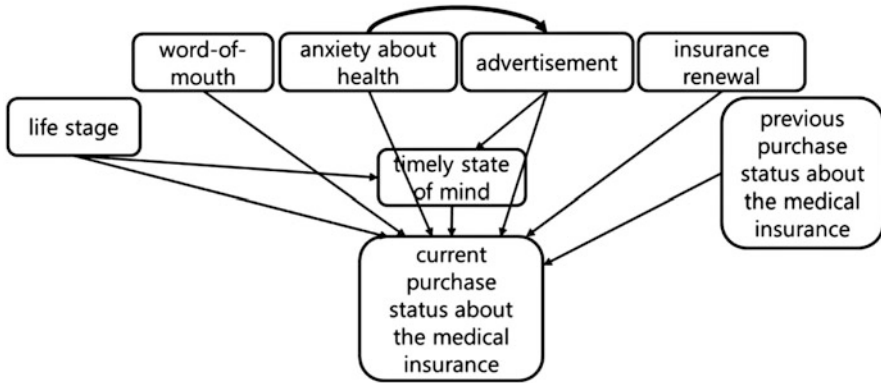 word-of-
mouth
anxiety about
health
advertisement
insurance
renewal
life stage
timely state
of mind
previous
purchase
status about
the medical
insurance
current
purchase
status about
the medical
insurance